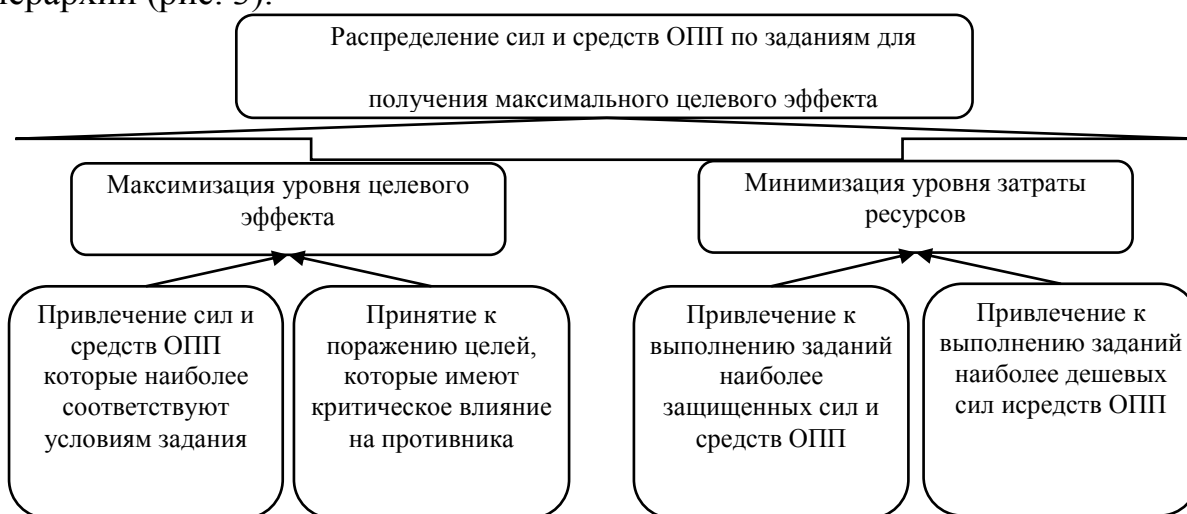 иерархии (рис. 3).
Распределение сил и средств ОПП по заданиям для
получения максимального целевого эффекта
Максимизация уровня целевого
эффекта
Минимизация уровня затраты
ресурсов
Привлечение сил и
средств ОПП
которые наиболее
соответствуют
условиям задания
Принятие к
поражению целей,
которые имеют
критическое влияние
на противника
Привлечение к
выполнению заданий
наиболее
защищенных сил и
средств ОПП
Привлечение к
выполнению заданий
наиболее дешевых
сил исредств ОПП